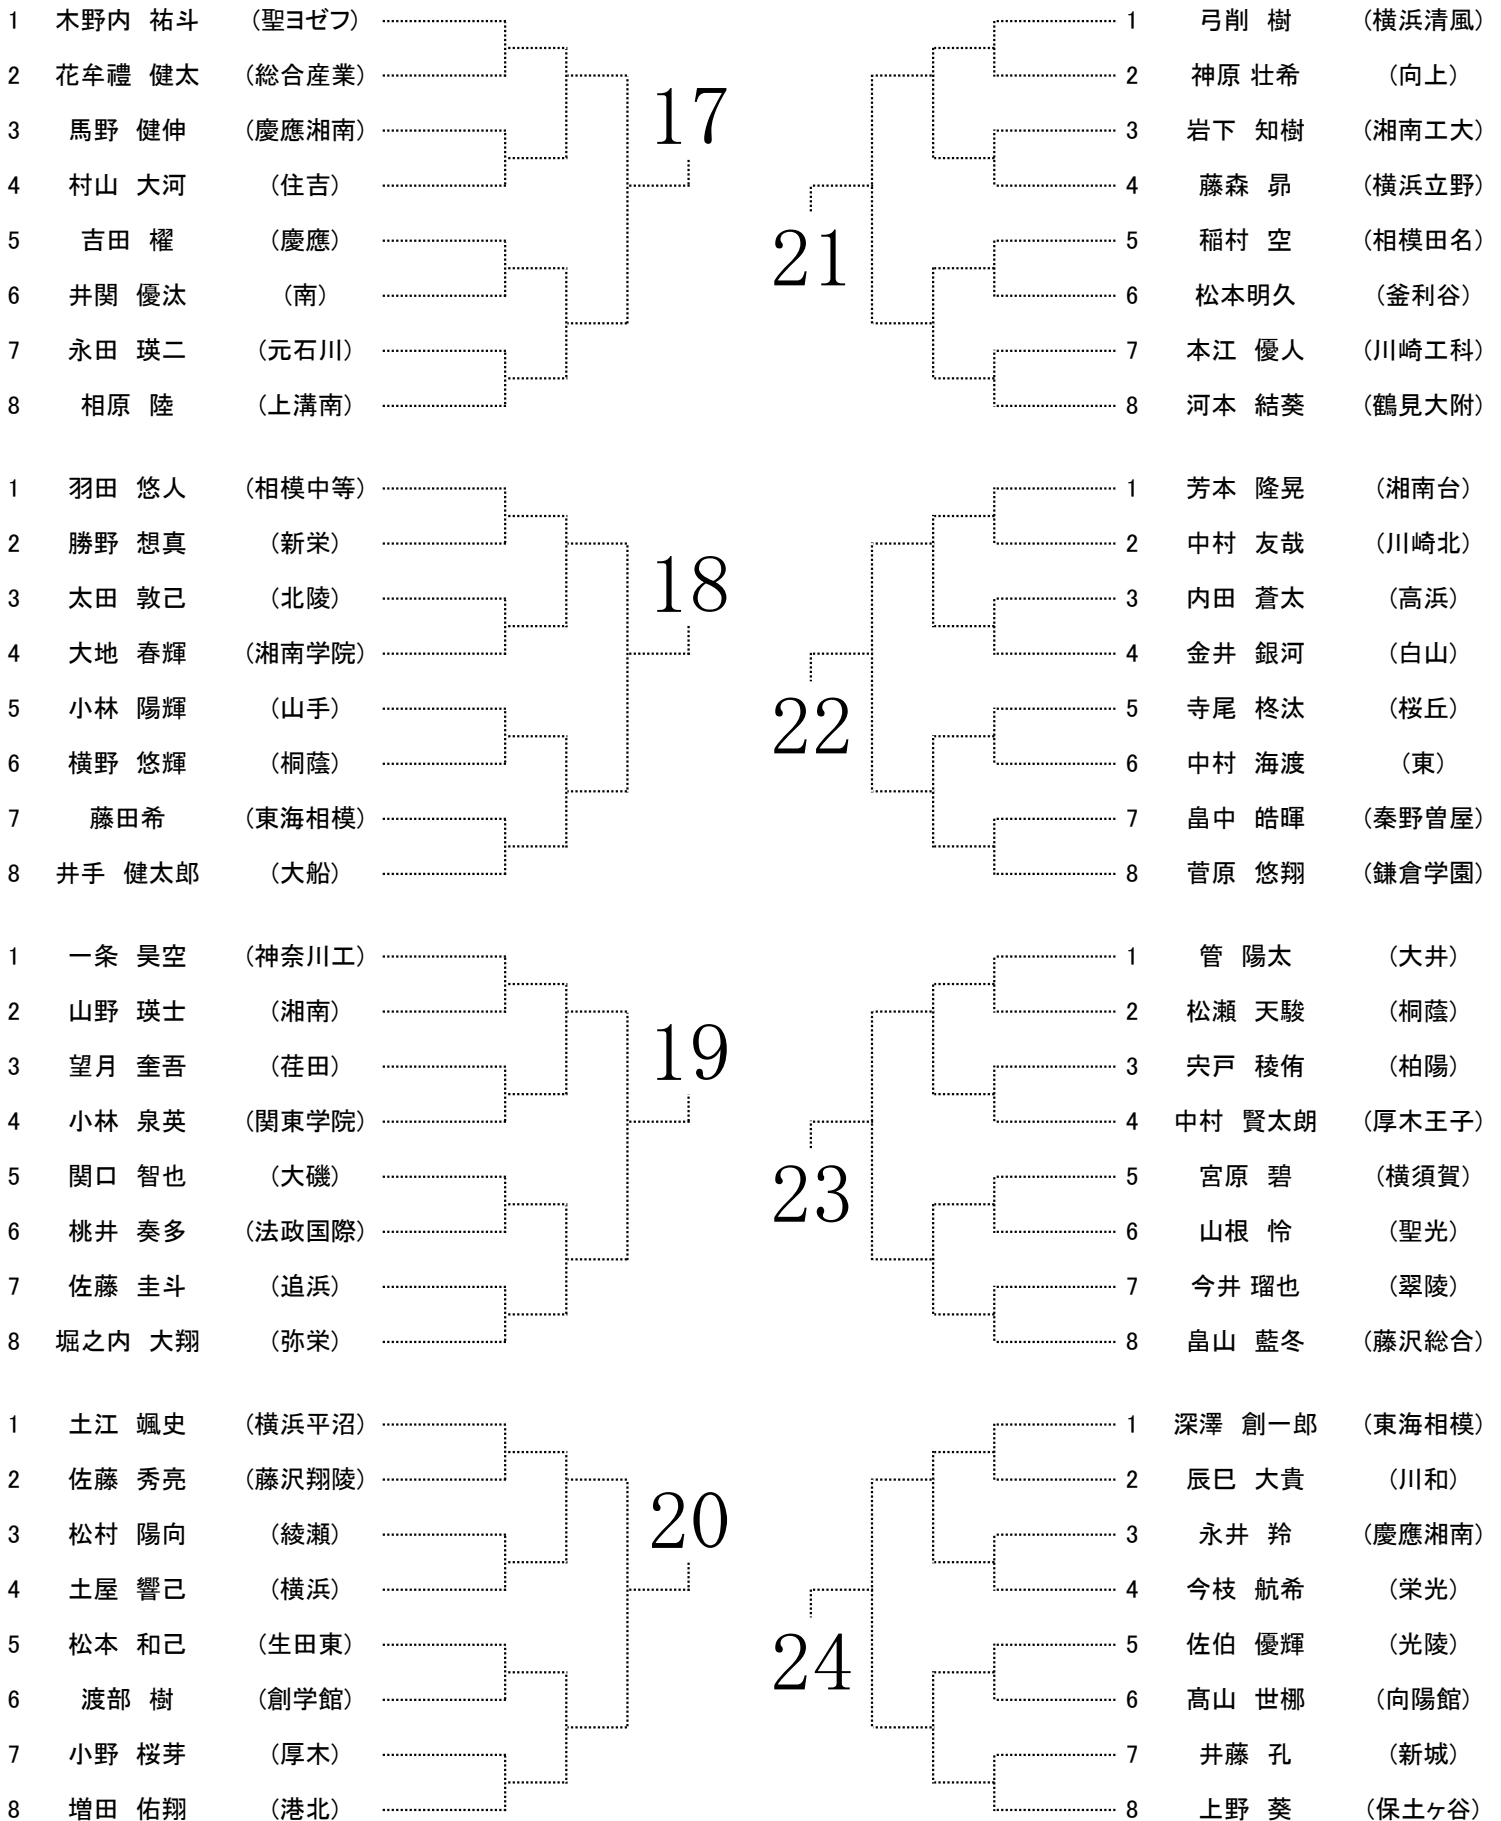 1 木野内 祐斗 (聖ヨゼフ)
2 花牟禮 健太 (総合産業)
3 馬野 健伸 (慶應湘南)
4 村山 大河 (住吉)
5 吉田 櫂 (慶應)
6 井関 優汰 (南)
7 永田 瑛二 (元石川)
8 相原 陸 (上溝南)
17
1 羽田 悠人 (相模中等)
2 勝野 想真 (新栄)
3 太田 敦己 (北陵)
4 大地 春輝 (湘南学院)
5 小林 陽輝 (山手)
6 横野 悠輝 (桐蔭)
7 藤田希 (東海相模)
8 井手 健太郎 (大船)
18
1 一条 昊空 (神奈川工)
2 山野 瑛士 (湘南)
3 望月 奎吾 (荏田)
4 小林 泉英 (関東学院)
5 関口 智也 (大磯)
6 桃井 奏多 (法政国際)
7 佐藤 圭斗 (追浜)
8 堀之内 大翔 (弥栄)
19
1 土江 颯史 (横浜平沼)
2 佐藤 秀亮 (藤沢翔陵)
3 松村 陽向 (綾瀬)
4 土屋 響己 (横浜)
5 松本 和己 (生田東)
6 渡部 樹 (創学館)
7 小野 桜芽 (厚木)
8 増田 佑翔 (港北)
20
1 弓削 樹 (横浜清風)
2 神原 壮希 (向上)
3 岩下 知樹 (湘南工大)
4 藤森 昴 (横浜立野)
5 稲村 空 (相模田名)
6 松本明久 (釜利谷)
7 本江 優人 (川崎工科)
8 河本 結葵 (鶴見大附)
21
1 芳本 隆晃 (湘南台)
2 中村 友哉 (川崎北)
3 内田 蒼太 (高浜)
4 金井 銀河 (白山)
5 寺尾 柊汰 (桜丘)
6 中村 海渡 (東)
7 畠中 皓暉 (秦野曽屋)
8 菅原 悠翔 (鎌倉学園)
22
1 管 陽太 (大井)
2 松瀬 天駿 (桐蔭)
3 宍戸 稜侑 (柏陽)
4 中村 賢太朗 (厚木王子)
5 宮原 碧 (横須賀)
6 山根 怜 (聖光)
7 今井 瑠也 (翠陵)
8 畠山 藍冬 (藤沢総合)
23
1 深澤 創一郎 (東海相模)
2 辰巳 大貴 (川和)
3 永井 羚 (慶應湘南)
4 今枝 航希 (栄光)
5 佐伯 優輝 (光陵)
6 髙山 世梛 (向陽館)
7 井藤 孔 (新城)
8 上野 葵 (保土ヶ谷)
24